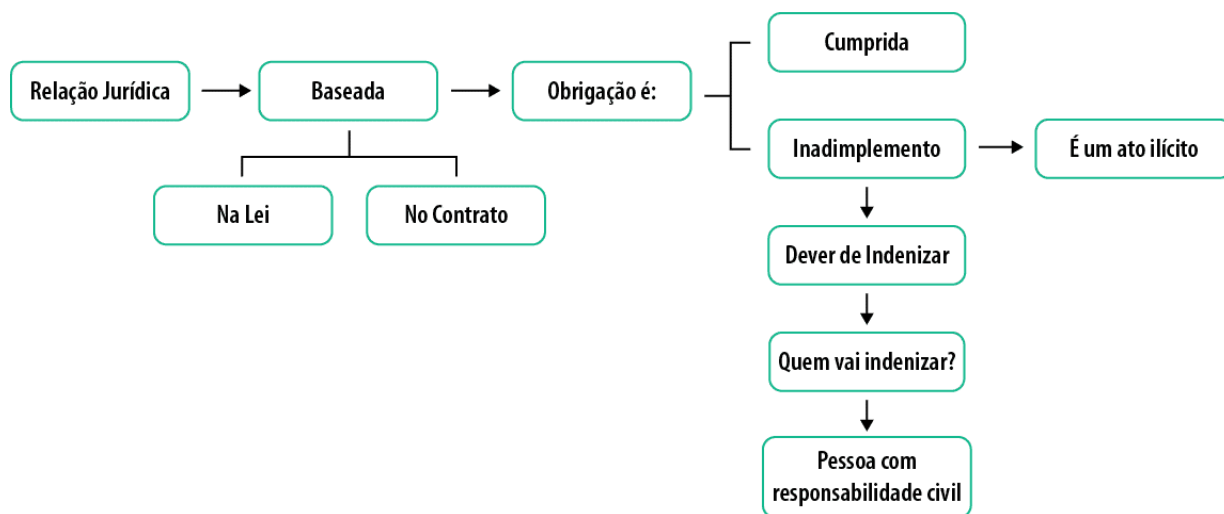 Relação Jurídica
Baseada
Na Lei
No Contrato
Obrigação é:
Cumprida
Inadimplemento
É um ato ilícito
Dever de Indenizar
Quem vai indenizar?
Pessoa com
responsabilidade civil